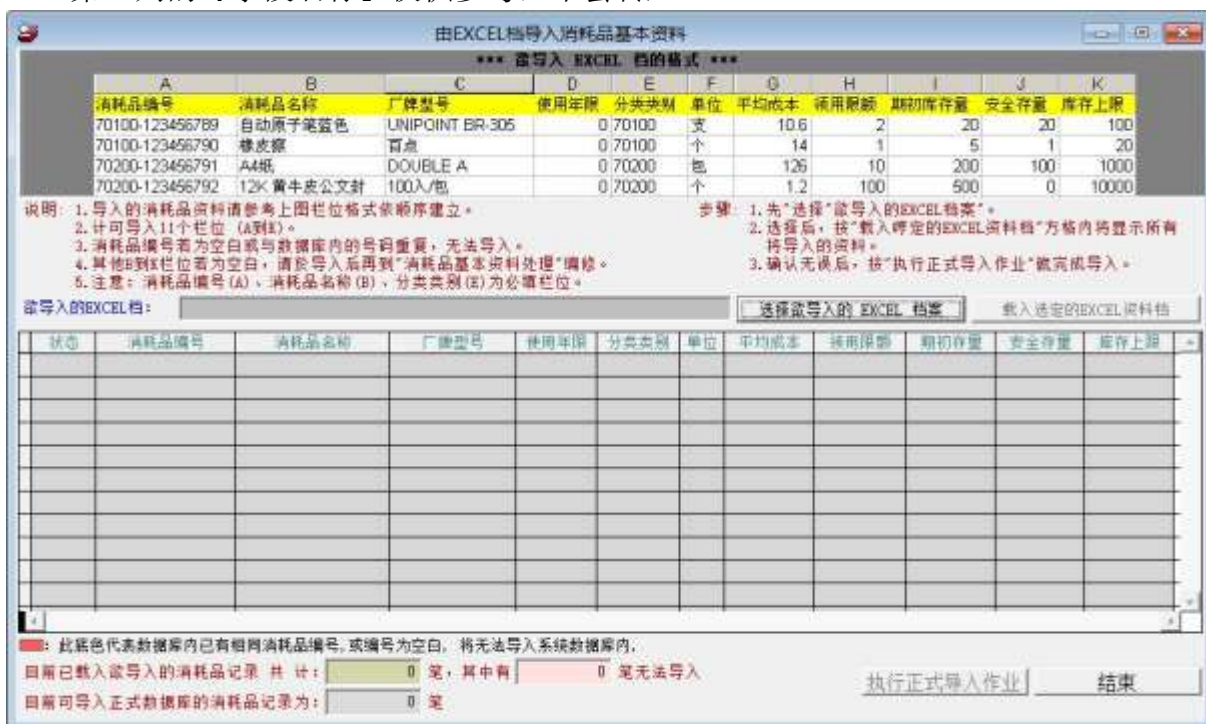 由EXCEL档导入消耗品基本资料
*** 欲导入 EXCEL 档的格式 ***
A B C D E F G H I J K
消耗品编号 消耗品名称 厂牌型号 使用年限 分类类别 单位 平均成本 领用限额 期初库存量 安全存量 库存上限
70100-123456789 自动原子笔蓝色 UNIPOINT BR-305 0 70100 支 10.6 2 20 20 100
70100-123456790 橡皮擦 百点 0 70100 个 14 1 5 1 20
70200-123456791 A4纸 DOUBLE A 0 70200 包 126 10 200 100 1000
70200-123456792 12K 黄牛皮公文封 100入/包 0 70200 个 1.2 100 500 0 10000
说明: 1.导入的消耗品资料请参考上图栏位格式依顺序建立。
2.计可导入11个栏位 (A到K)。
3.消耗品编号若为空白或与数据库内的号码重复，无法导入。
4.其他B到K栏位若为空白，请於导入后再到"消耗品基本资料处理"编修。
5.注意: 消耗品编号(A)、消耗品名称(B)、分类类别(E)为必填栏位。
步骤: 1.先"选择"欲导入的EXCEL档案"。
2.选择后，按"载入选定的EXCEL资料档"方格内将显示所有
将导入的资料。
3.确认无误后，按"执行正式导入作业"就完成导入。
欲导入的EXCEL档: 选择欲导入的 EXCEL 档案 载入选定的EXCEL资料档
状态 消耗品编号 消耗品名称 厂牌型号 使用年限 分类类别 单位 平均成本 领用限额 期初存量 安全存量 库存上限
: 此底色代表数据库内已有相同消耗品编号,或编号为空白, 将无法导入系统数据库内,
目前已载入欲导入的消耗品记录 共 计: 0 笔，其中有 0 笔无法导入
目前可导入正式数据库的消耗品记录为: 0 笔
执行正式导入作业 结束